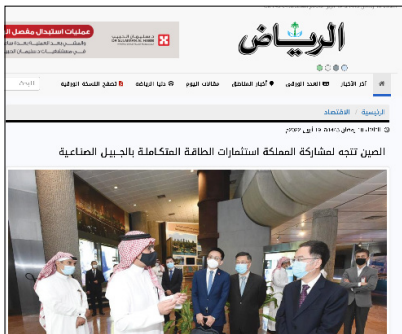 عمليات استبدال مفصل
الرياض
آخر الأخبار
العدد الورقي
أخبار المناطق
مقالات اليوم
دنيا الرياضة
تصفح النسخة الورقية
الرئيسية / الاقتصاد
الصين تتجه لمشاركة المملكة استثمارات الطاقة المتكاملة بالجبيل الصناعية